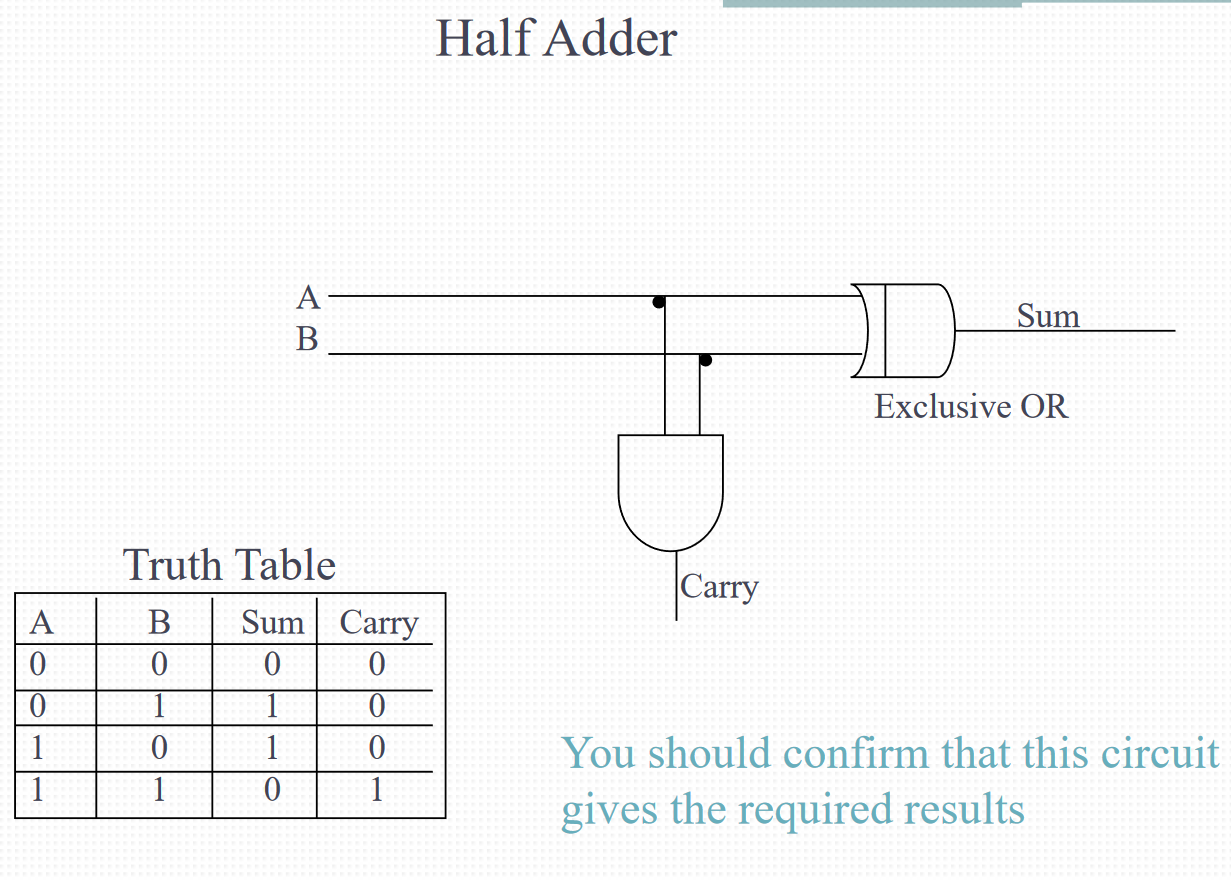 Half Adder
A
B
Sum
Exclusive OR
Carry
Truth Table
A B Sum Carry
0 0 0 0
0 1 1 0
1 0 1 0
1 1 0 1
You should confirm that this circuit
gives the required results